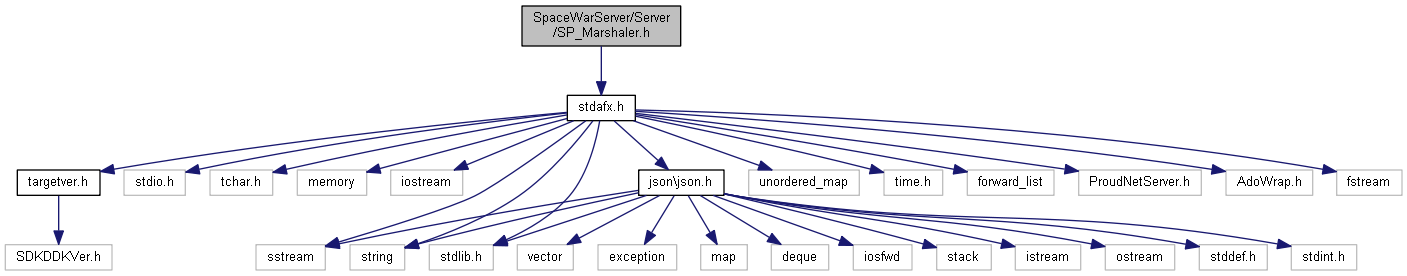 SpaceWarServer/Server
/SP_Marshaler.h
stdafx.h
targetver.h
stdio.h
tchar.h
memory
iostream
json\json.h
unordered_map
time.h
forward_list
ProudNetServer.h
AdoWrap.h
fstream
SDKDDKVer.h
sstream
string
stdlib.h
vector
exception
map
deque
iosfwd
stack
istream
ostream
stddef.h
stdint.h